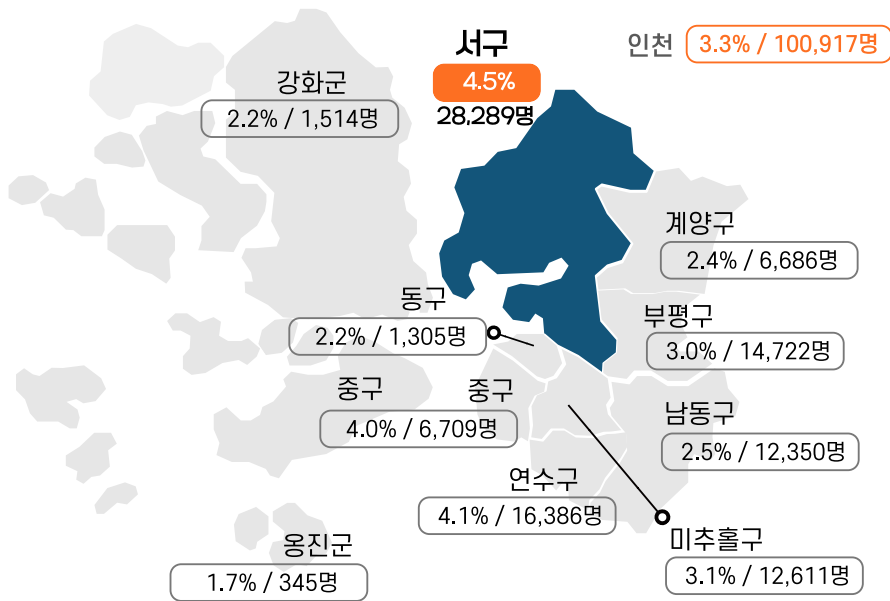 서구
4.5%
28,289명
인천 3.3% / 100,917명
강화군
2.2% / 1,514명
계양구
2.4% / 6,686명
동구
2.2% / 1,305명
부평구
3.0% / 14,722명
중구 중구
4.0% / 6,709명
남동구
2.5% / 12,350명
연수구
4.1% / 16,386명
옹진군
1.7% / 345명
미추홀구
3.1% / 12,611명